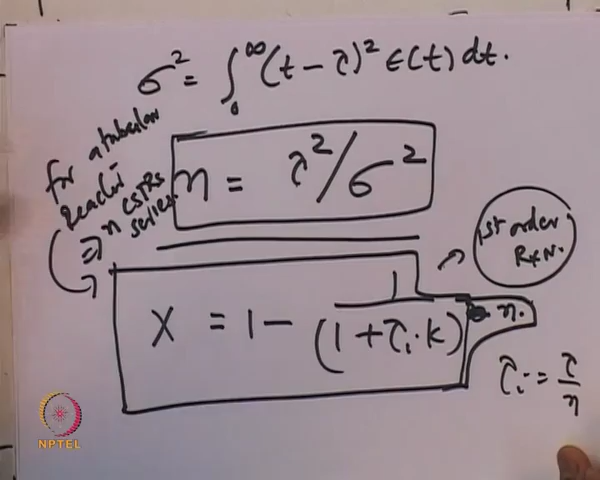 σ² = ∫₀^∞ (t - τ)² E(t) dt.
for a tubular
reactor
⇒ n CSTRs
series.
n = τ²/σ²
1st order
Rxn.
X = 1 - 1/(1 + τᵢ·k)ⁿ·
τᵢ = τ/n
NPTEL